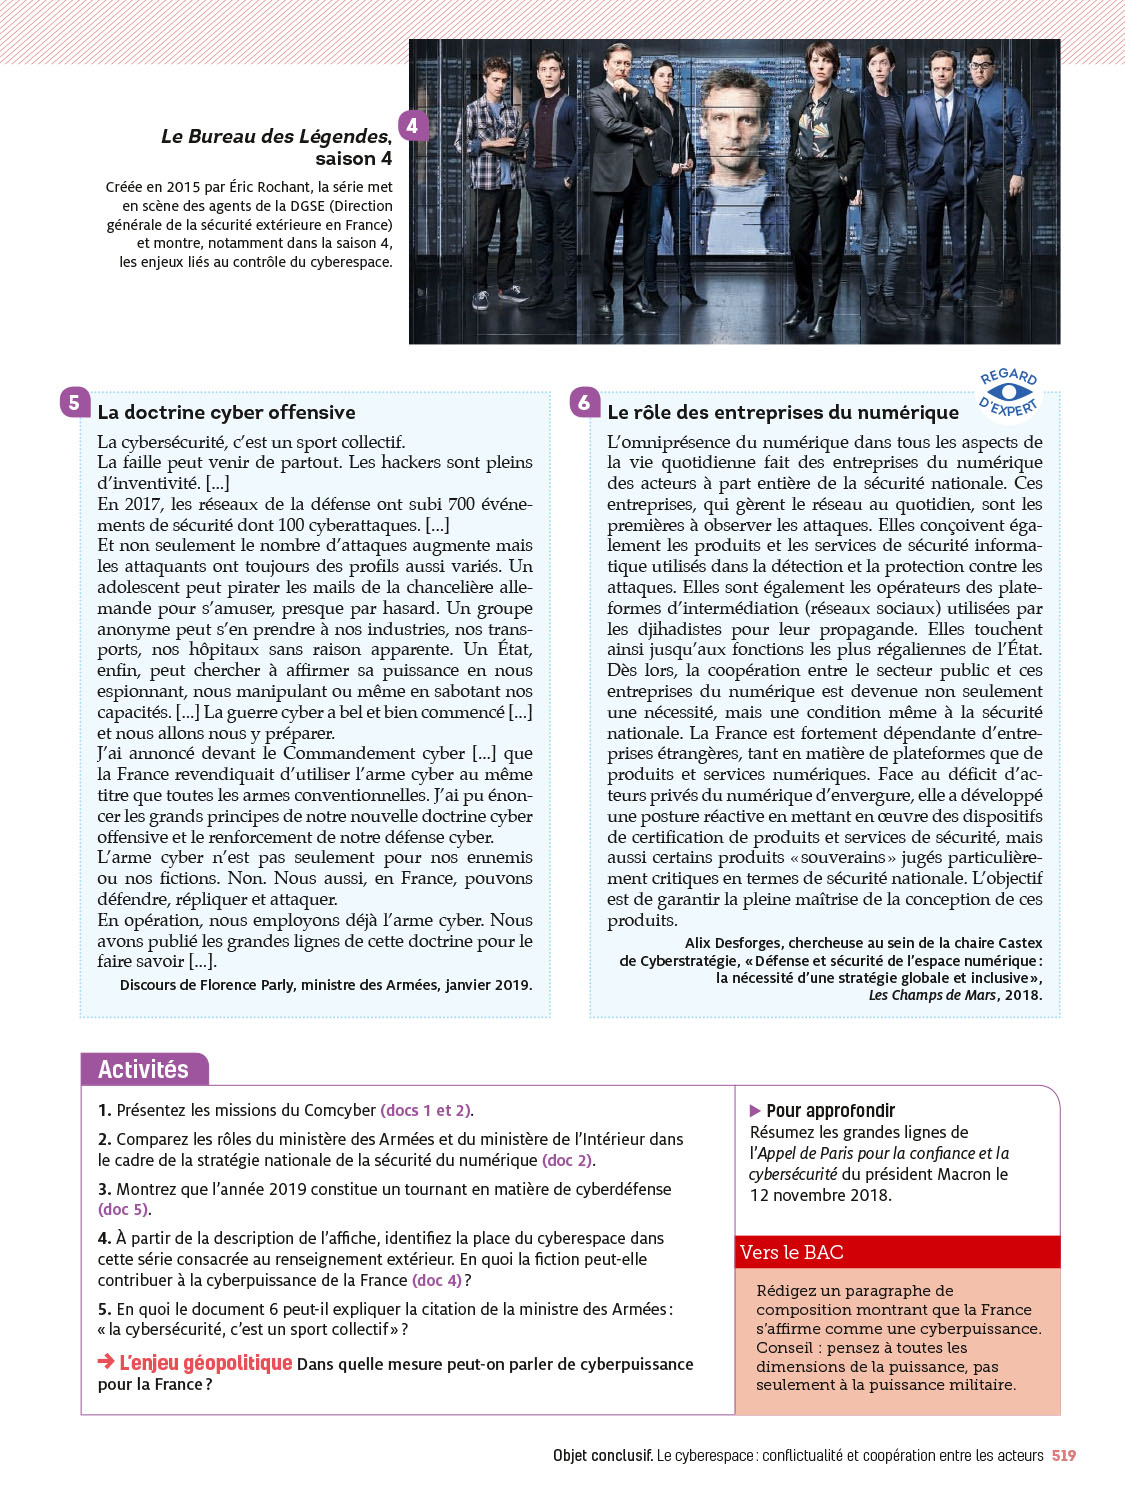 4
Le Bureau des Légendes,
saison 4
Créée en 2015 par Éric Rochant, la série met
en scène des agents de la DGSE (Direction
générale de la sécurité extérieure en France)
et montre, notamment dans la saison 4,
les enjeux liés au contrôle du cyberespace.
5
La doctrine cyber offensive
La cybersécurité, c’est un sport collectif.
La faille peut venir de partout. Les hackers sont pleins
d’inventivité. [...]
En 2017, les réseaux de la défense ont subi 700 événe-
ments de sécurité dont 100 cyberattaques. [...]
Et non seulement le nombre d’attaques augmente mais
les attaquants ont toujours des profils aussi variés. Un
adolescent peut pirater les mails de la chancelière alle-
mande pour s’amuser, presque par hasard. Un groupe
anonyme peut s’en prendre à nos industries, nos trans-
ports, nos hôpitaux sans raison apparente. Un État,
enfin, peut chercher à affirmer sa puissance en nous
espionnant, nous manipulant ou même en sabotant nos
capacités. [...] La guerre cyber a bel et bien commencé [...]
et nous allons nous y préparer.
J’ai annoncé devant le Commandement cyber [...] que
la France revendiquait d’utiliser l’arme cyber au même
titre que toutes les armes conventionnelles. J’ai pu énon-
cer les grands principes de notre nouvelle doctrine cyber
offensive et le renforcement de notre défense cyber.
L’arme cyber n’est pas seulement pour nos ennemis
ou nos fictions. Non. Nous aussi, en France, pouvons
défendre, répliquer et attaquer.
En opération, nous employons déjà l’arme cyber. Nous
avons publié les grandes lignes de cette doctrine pour le
faire savoir [...].
Discours de Florence Parly, ministre des Armées, janvier 2019.
6
Le rôle des entreprises du numérique
REGARD
D’EXPERT
L’omniprésence du numérique dans tous les aspects de
la vie quotidienne fait des entreprises du numérique
des acteurs à part entière de la sécurité nationale. Ces
entreprises, qui gèrent le réseau au quotidien, sont les
premières à observer les attaques. Elles conçoivent éga-
lement les produits et les services de sécurité informa-
tique utilisés dans la détection et la protection contre les
attaques. Elles sont également les opérateurs des plate-
formes d’intermédiation (réseaux sociaux) utilisées par
les djihadistes pour leur propagande. Elles touchent
ainsi jusqu’aux fonctions les plus régaliennes de l’État.
Dès lors, la coopération entre le secteur public et ces
entreprises du numérique est devenue non seulement
une nécessité, mais une condition même à la sécurité
nationale. La France est fortement dépendante d’entre-
prises étrangères, tant en matière de plateformes que de
produits et services numériques. Face au déficit d’ac-
teurs privés du numérique d’envergure, elle a développé
une posture réactive en mettant en œuvre des dispositifs
de certification de produits et services de sécurité, mais
aussi certains produits « souverains » jugés particulière-
ment critiques en termes de sécurité nationale. L’objectif
est de garantir la pleine maîtrise de la conception de ces
produits.
Alix Desforges, chercheuse au sein de la chaire Castex
de Cyberstratégie, « Défense et sécurité de l’espace numérique :
la nécessité d’une stratégie globale et inclusive »,
Les Champs de Mars, 2018.
Activités
1. Présentez les missions du Comcyber (docs 1 et 2).
2. Comparez les rôles du ministère des Armées et du ministère de l’Intérieur dans
le cadre de la stratégie nationale de la sécurité du numérique (doc 2).
3. Montrez que l’année 2019 constitue un tournant en matière de cyberdéfense
(doc 5).
4. À partir de la description de l’affiche, identifiez la place du cyberespace dans
cette série consacrée au renseignement extérieur. En quoi la fiction peut-elle
contribuer à la cyberpuissance de la France (doc 4) ?
5. En quoi le document 6 peut-il expliquer la citation de la ministre des Armées :
« la cybersécurité, c’est un sport collectif » ?
→ L’enjeu géopolitique Dans quelle mesure peut-on parler de cyberpuissance
pour la France ?
▶ Pour approfondir
Résumez les grandes lignes de
l’Appel de Paris pour la confiance et la
cybersécurité du président Macron le
12 novembre 2018.
Vers le BAC
Rédigez un paragraphe de
composition montrant que la France
s’affirme comme une cyberpuissance.
Conseil : pensez à toutes les
dimensions de la puissance, pas
seulement à la puissance militaire.
Objet conclusif. Le cyberespace : conflictualité et coopération entre les acteurs 519